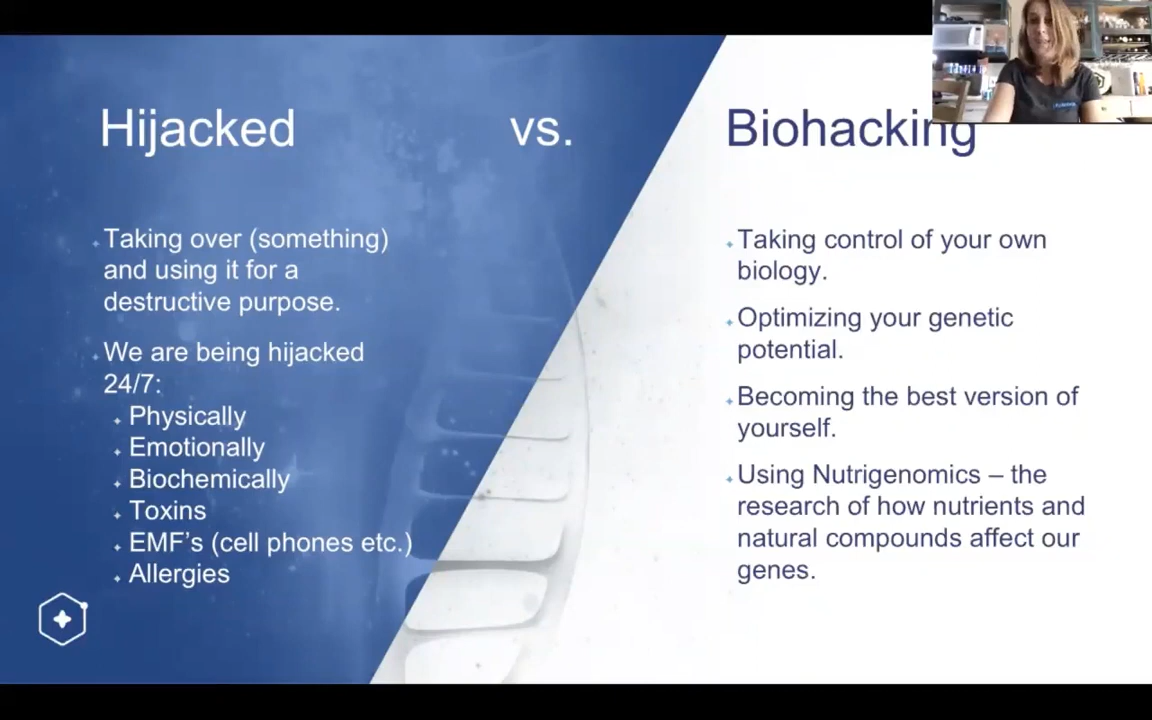 Hijacked
vs.
Biohacking
Taking over (something)
and using it for a
destructive purpose.
We are being hijacked
24/7:
Physically
Emotionally
Biochemically
Toxins
EMF's (cell phones etc.)
Allergies
Taking control of your own
biology.
Optimizing your genetic
potential.
Becoming the best version of
yourself.
Using Nutrigenomics – the
research of how nutrients and
natural compounds affect our
genes.